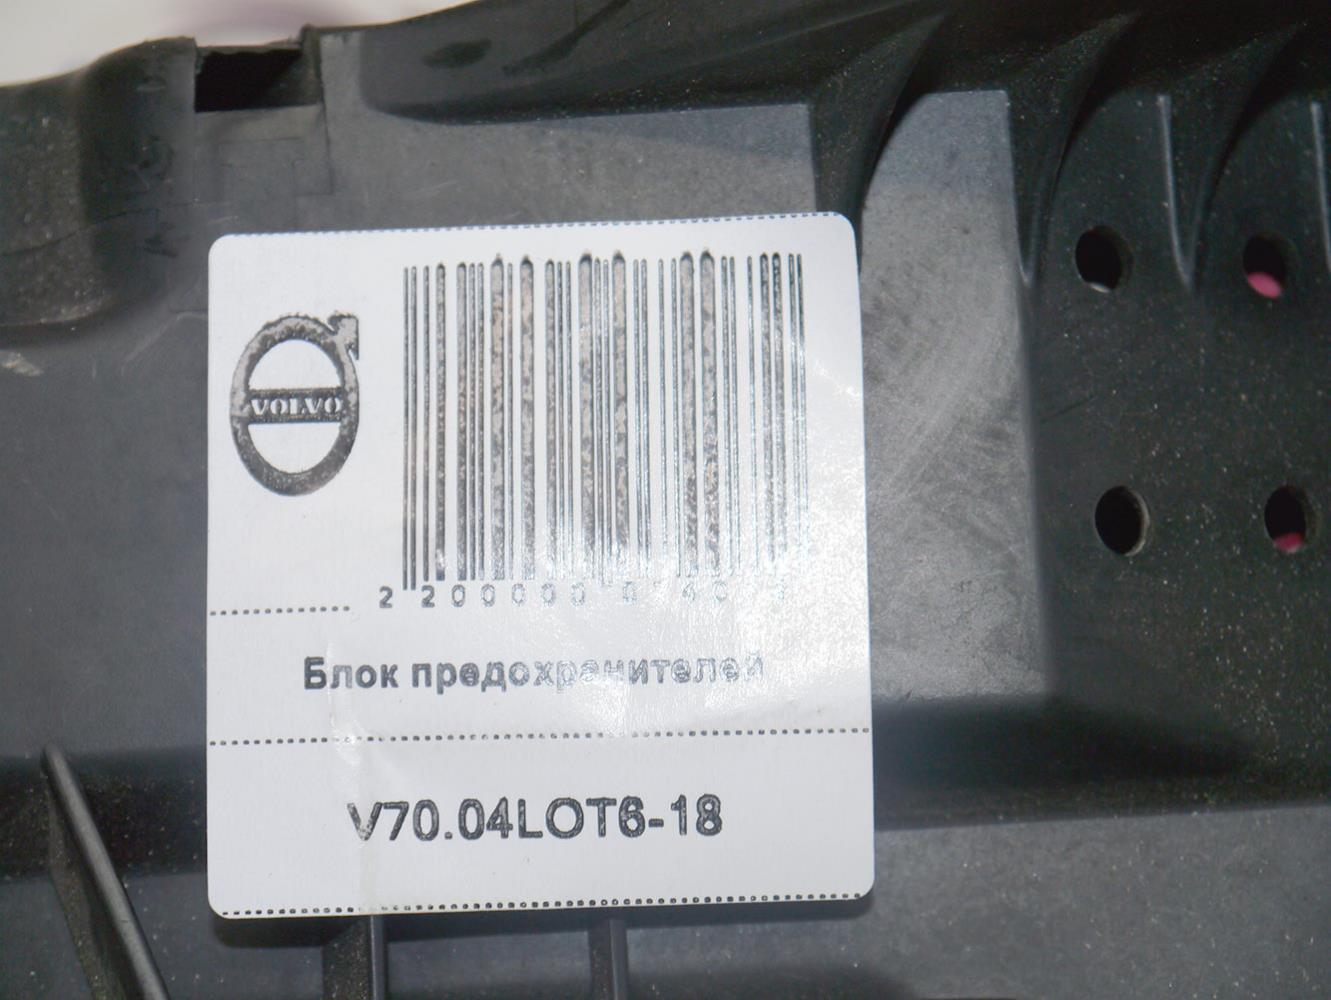 VOLVO
Блок предохранителей
V70.04LOT6-18